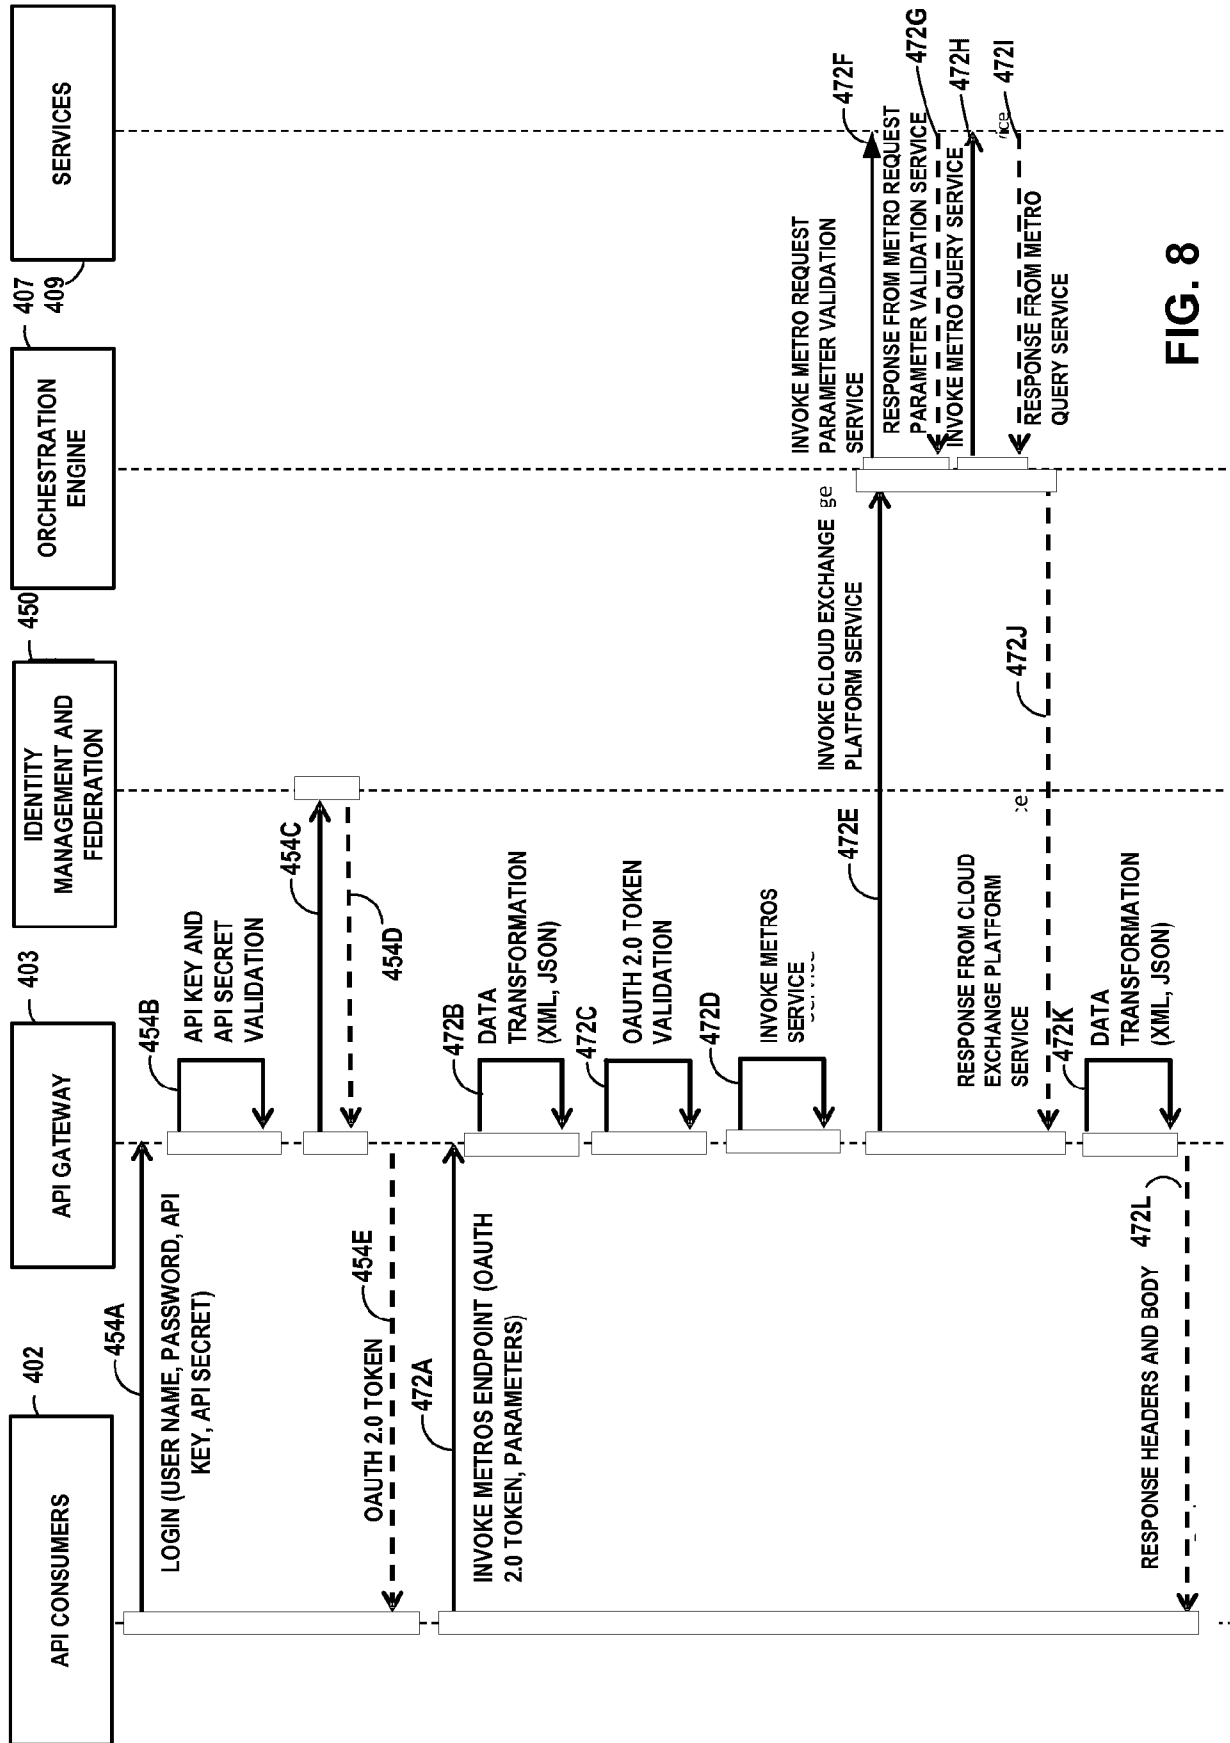 API CONSUMERS
402
API GATEWAY
403
IDENTITY
MANAGEMENT AND
FEDERATION
450
ORCHESTRATION
ENGINE
407
409
SERVICES
454A
LOGIN (USER NAME, PASSWORD, API
KEY, API SECRET)
454B
API KEY AND
API SECRET
VALIDATION
454C
454D
454E
OAUTH 2.0 TOKEN
472A
INVOKE METROS ENDPOINT (OAUTH
2.0 TOKEN, PARAMETERS)
472B
DATA
TRANSFORMATION
(XML, JSON)
472C
OAUTH 2.0 TOKEN
VALIDATION
472D
INVOKE METROS
SERVICE
472E
INVOKE CLOUD EXCHANGE ge
PLATFORM SERVICE
INVOKE METRO REQUEST
PARAMETER VALIDATION
SERVICE
472F
RESPONSE FROM METRO REQUEST
PARAMETER VALIDATION SERVICE
472G
INVOKE METRO QUERY SERVICE
472H
472I
RESPONSE FROM METRO
QUERY SERVICE
472J
RESPONSE FROM CLOUD
EXCHANGE PLATFORM
SERVICE
472K
DATA
TRANSFORMATION
(XML, JSON)
RESPONSE HEADERS AND BODY
472L
FIG. 8